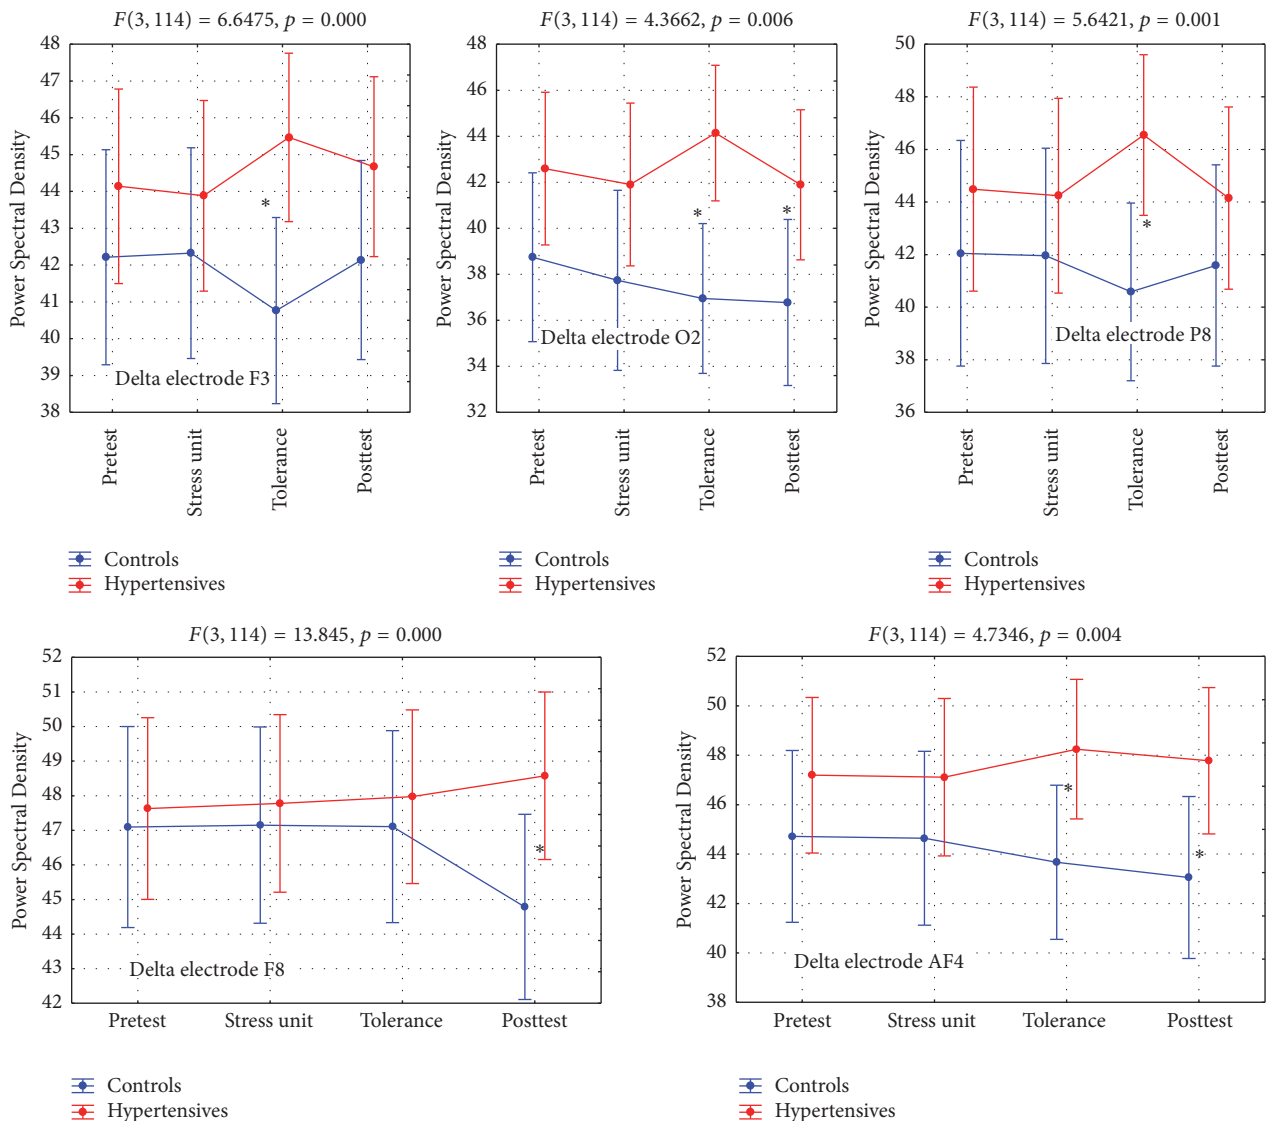 F(3, 114) = 6.6475, p = 0.000
Power Spectral Density
48
47
46
45
44
43
42
41
40
39
38
*
Delta electrode F3
Pretest
Stress unit
Tolerance
Posttest
Controls
Hypertensives
F(3, 114) = 4.3662, p = 0.006
46
44
42
40
38
36
34
32
*
*
Delta electrode O2
Pretest
Stress unit
Tolerance
Posttest
Controls
Hypertensives
F(3, 114) = 5.6421, p = 0.001
Power Spectral Density
50
48
46
44
42
40
38
36
*
Delta electrode P8
Pretest
Stress unit
Tolerance
Posttest
Controls
Hypertensives
F(3, 114) = 13.845, p = 0.000
Power Spectral Density
52
51
50
49
48
47
46
45
44
43
42
*
Delta electrode F8
Pretest Stress unit Tolerance Posttest
Controls
Hypertensives
F(3, 114) = 4.7346, p = 0.004
Power Spectral Density
52
50
48
46
44
42
40
38
*
*
Delta electrode AF4
Pretest Stress unit Tolerance Posttest
Controls
Hypertensives